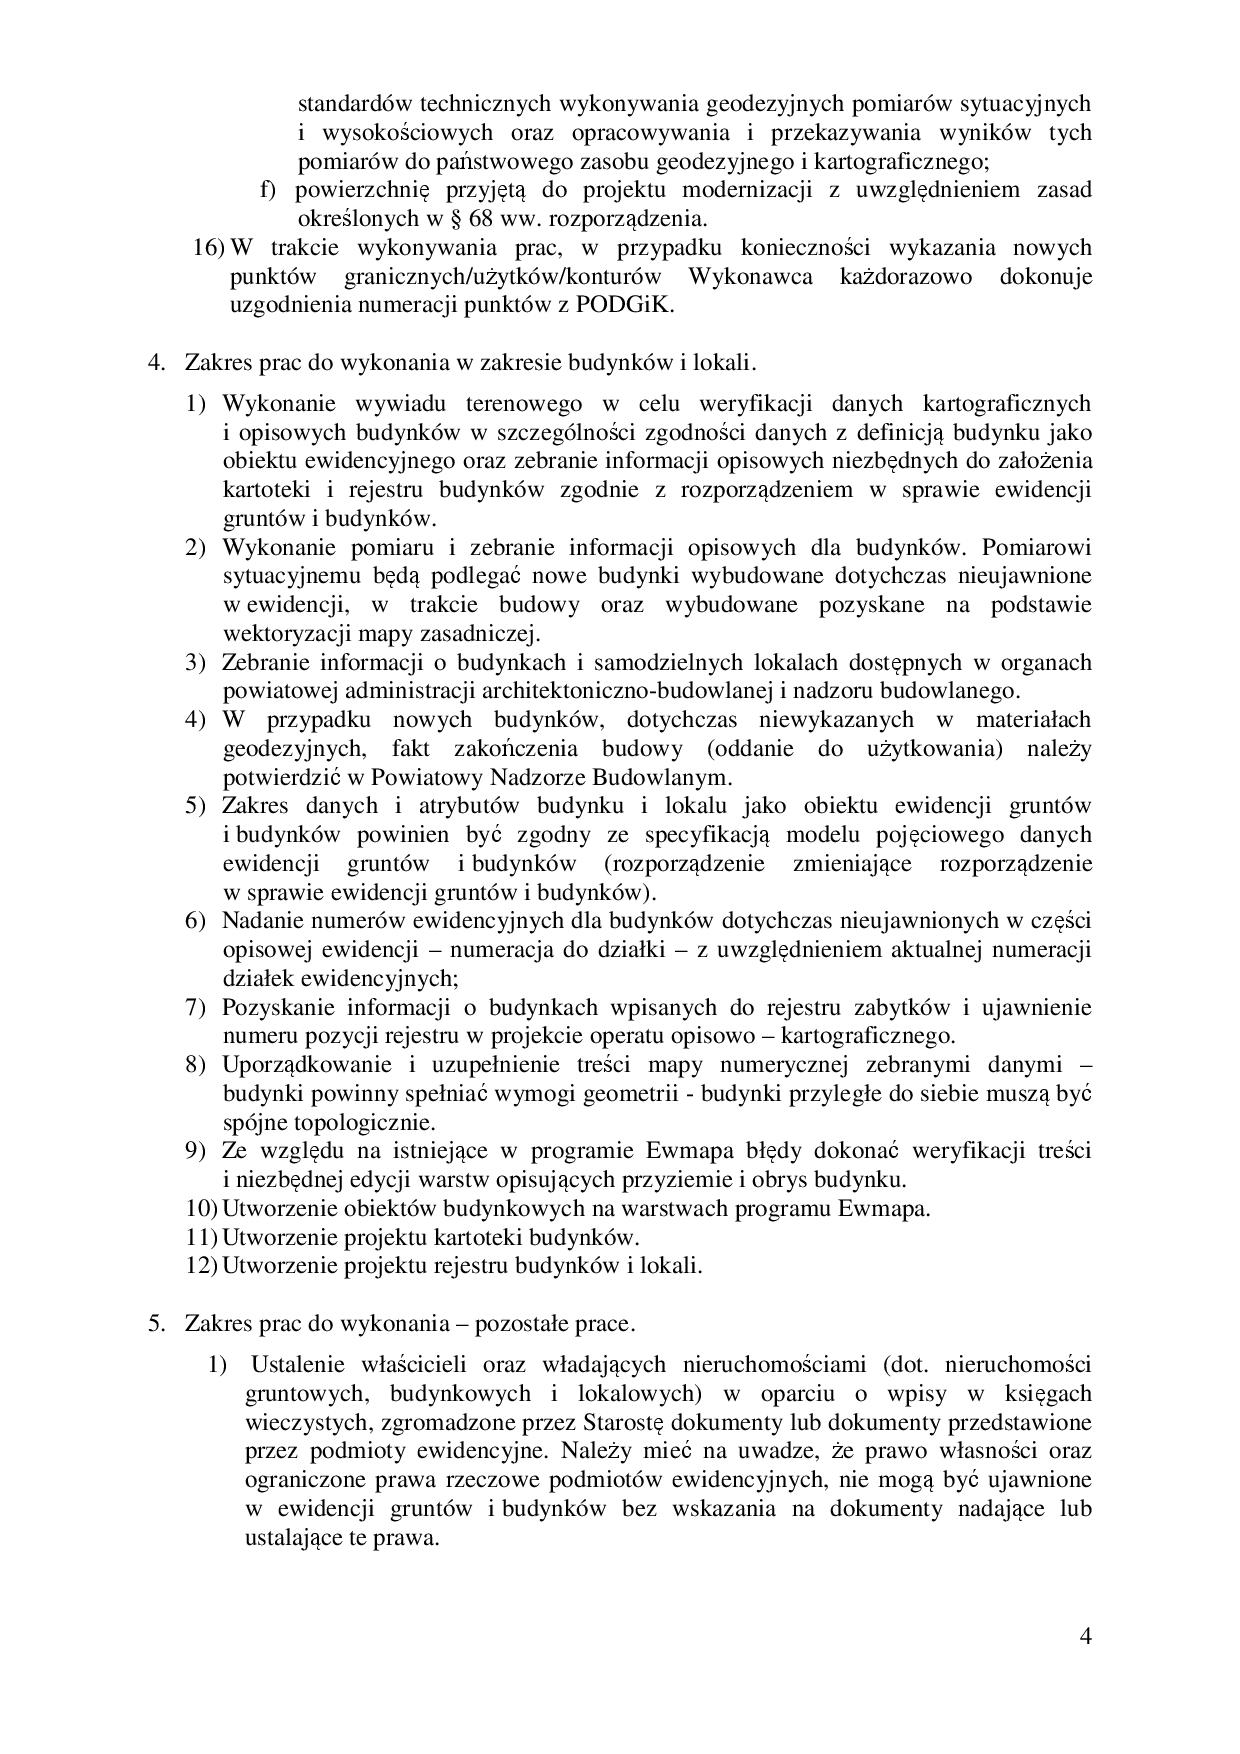 standardów technicznych wykonywania geodezyjnych pomiarów sytuacyjnych
i wysokościowych oraz opracowywania i przekazywania wyników tych
pomiarów do państwowego zasobu geodezyjnego i kartograficznego;
f) powierzchnię przyjętą do projektu modernizacji z uwzględnieniem zasad
określonych w § 68 ww. rozporządzenia.
16) W trakcie wykonywania prac, w przypadku konieczności wykazania nowych
punktów granicznych/użytków/konturów Wykonawca każdorazowo dokonuje
uzgodnienia numeracji punktów z PODGiK.
4. Zakres prac do wykonania w zakresie budynków i lokali.
1) Wykonanie wywiadu terenowego w celu weryfikacji danych kartograficznych
i opisowych budynków w szczególności zgodności danych z definicją budynku jako
obiektu ewidencyjnego oraz zebranie informacji opisowych niezbędnych do założenia
kartoteki i rejestru budynków zgodnie z rozporządzeniem w sprawie ewidencji
gruntów i budynków.
2) Wykonanie pomiaru i zebranie informacji opisowych dla budynków. Pomiarowi
sytuacyjnemu będą podlegać nowe budynki wybudowane dotychczas nieujawnione
w ewidencji, w trakcie budowy oraz wybudowane pozyskane na podstawie
wektoryzacji mapy zasadniczej.
3) Zebranie informacji o budynkach i samodzielnych lokalach dostępnych w organach
powiatowej administracji architektoniczno-budowlanej i nadzoru budowlanego.
4) W przypadku nowych budynków, dotychczas niewykazanych w materiałach
geodezyjnych, fakt zakończenia budowy (oddanie do użytkowania) należy
potwierdzić w Powiatowy Nadzorze Budowlanym.
5) Zakres danych i atrybutów budynku i lokalu jako obiektu ewidencji gruntów
i budynków powinien być zgodny ze specyfikacją modelu pojęciowego danych
ewidencji gruntów i budynków (rozporządzenie zmieniające rozporządzenie
w sprawie ewidencji gruntów i budynków).
6) Nadanie numerów ewidencyjnych dla budynków dotychczas nieujawnionych w części
opisowej ewidencji – numeracja do działki – z uwzględnieniem aktualnej numeracji
działek ewidencyjnych;
7) Pozyskanie informacji o budynkach wpisanych do rejestru zabytków i ujawnienie
numeru pozycji rejestru w projekcie operatu opisowo – kartograficznego.
8) Uporządkowanie i uzupełnienie treści mapy numerycznej zebranymi danymi –
budynki powinny spełniać wymogi geometrii - budynki przyległe do siebie muszą być
spójne topologicznie.
9) Ze względu na istniejące w programie Ewmapa błędy dokonać weryfikacji treści
i niezbędnej edycji warstw opisujących przyziemie i obrys budynku.
10) Utworzenie obiektów budynkowych na warstwach programu Ewmapa.
11) Utworzenie projektu kartoteki budynków.
12) Utworzenie projektu rejestru budynków i lokali.
5. Zakres prac do wykonania – pozostałe prace.
1) Ustalenie właścicieli oraz władających nieruchomościami (dot. nieruchomości
gruntowych, budynkowych i lokalowych) w oparciu o wpisy w księgach
wieczystych, zgromadzone przez Starostę dokumenty lub dokumenty przedstawione
przez podmioty ewidencyjne. Należy mieć na uwadze, że prawo własności oraz
ograniczone prawa rzeczowe podmiotów ewidencyjnych, nie mogą być ujawnione
w ewidencji gruntów i budynków bez wskazania na dokumenty nadające lub
ustalające te prawa.
4